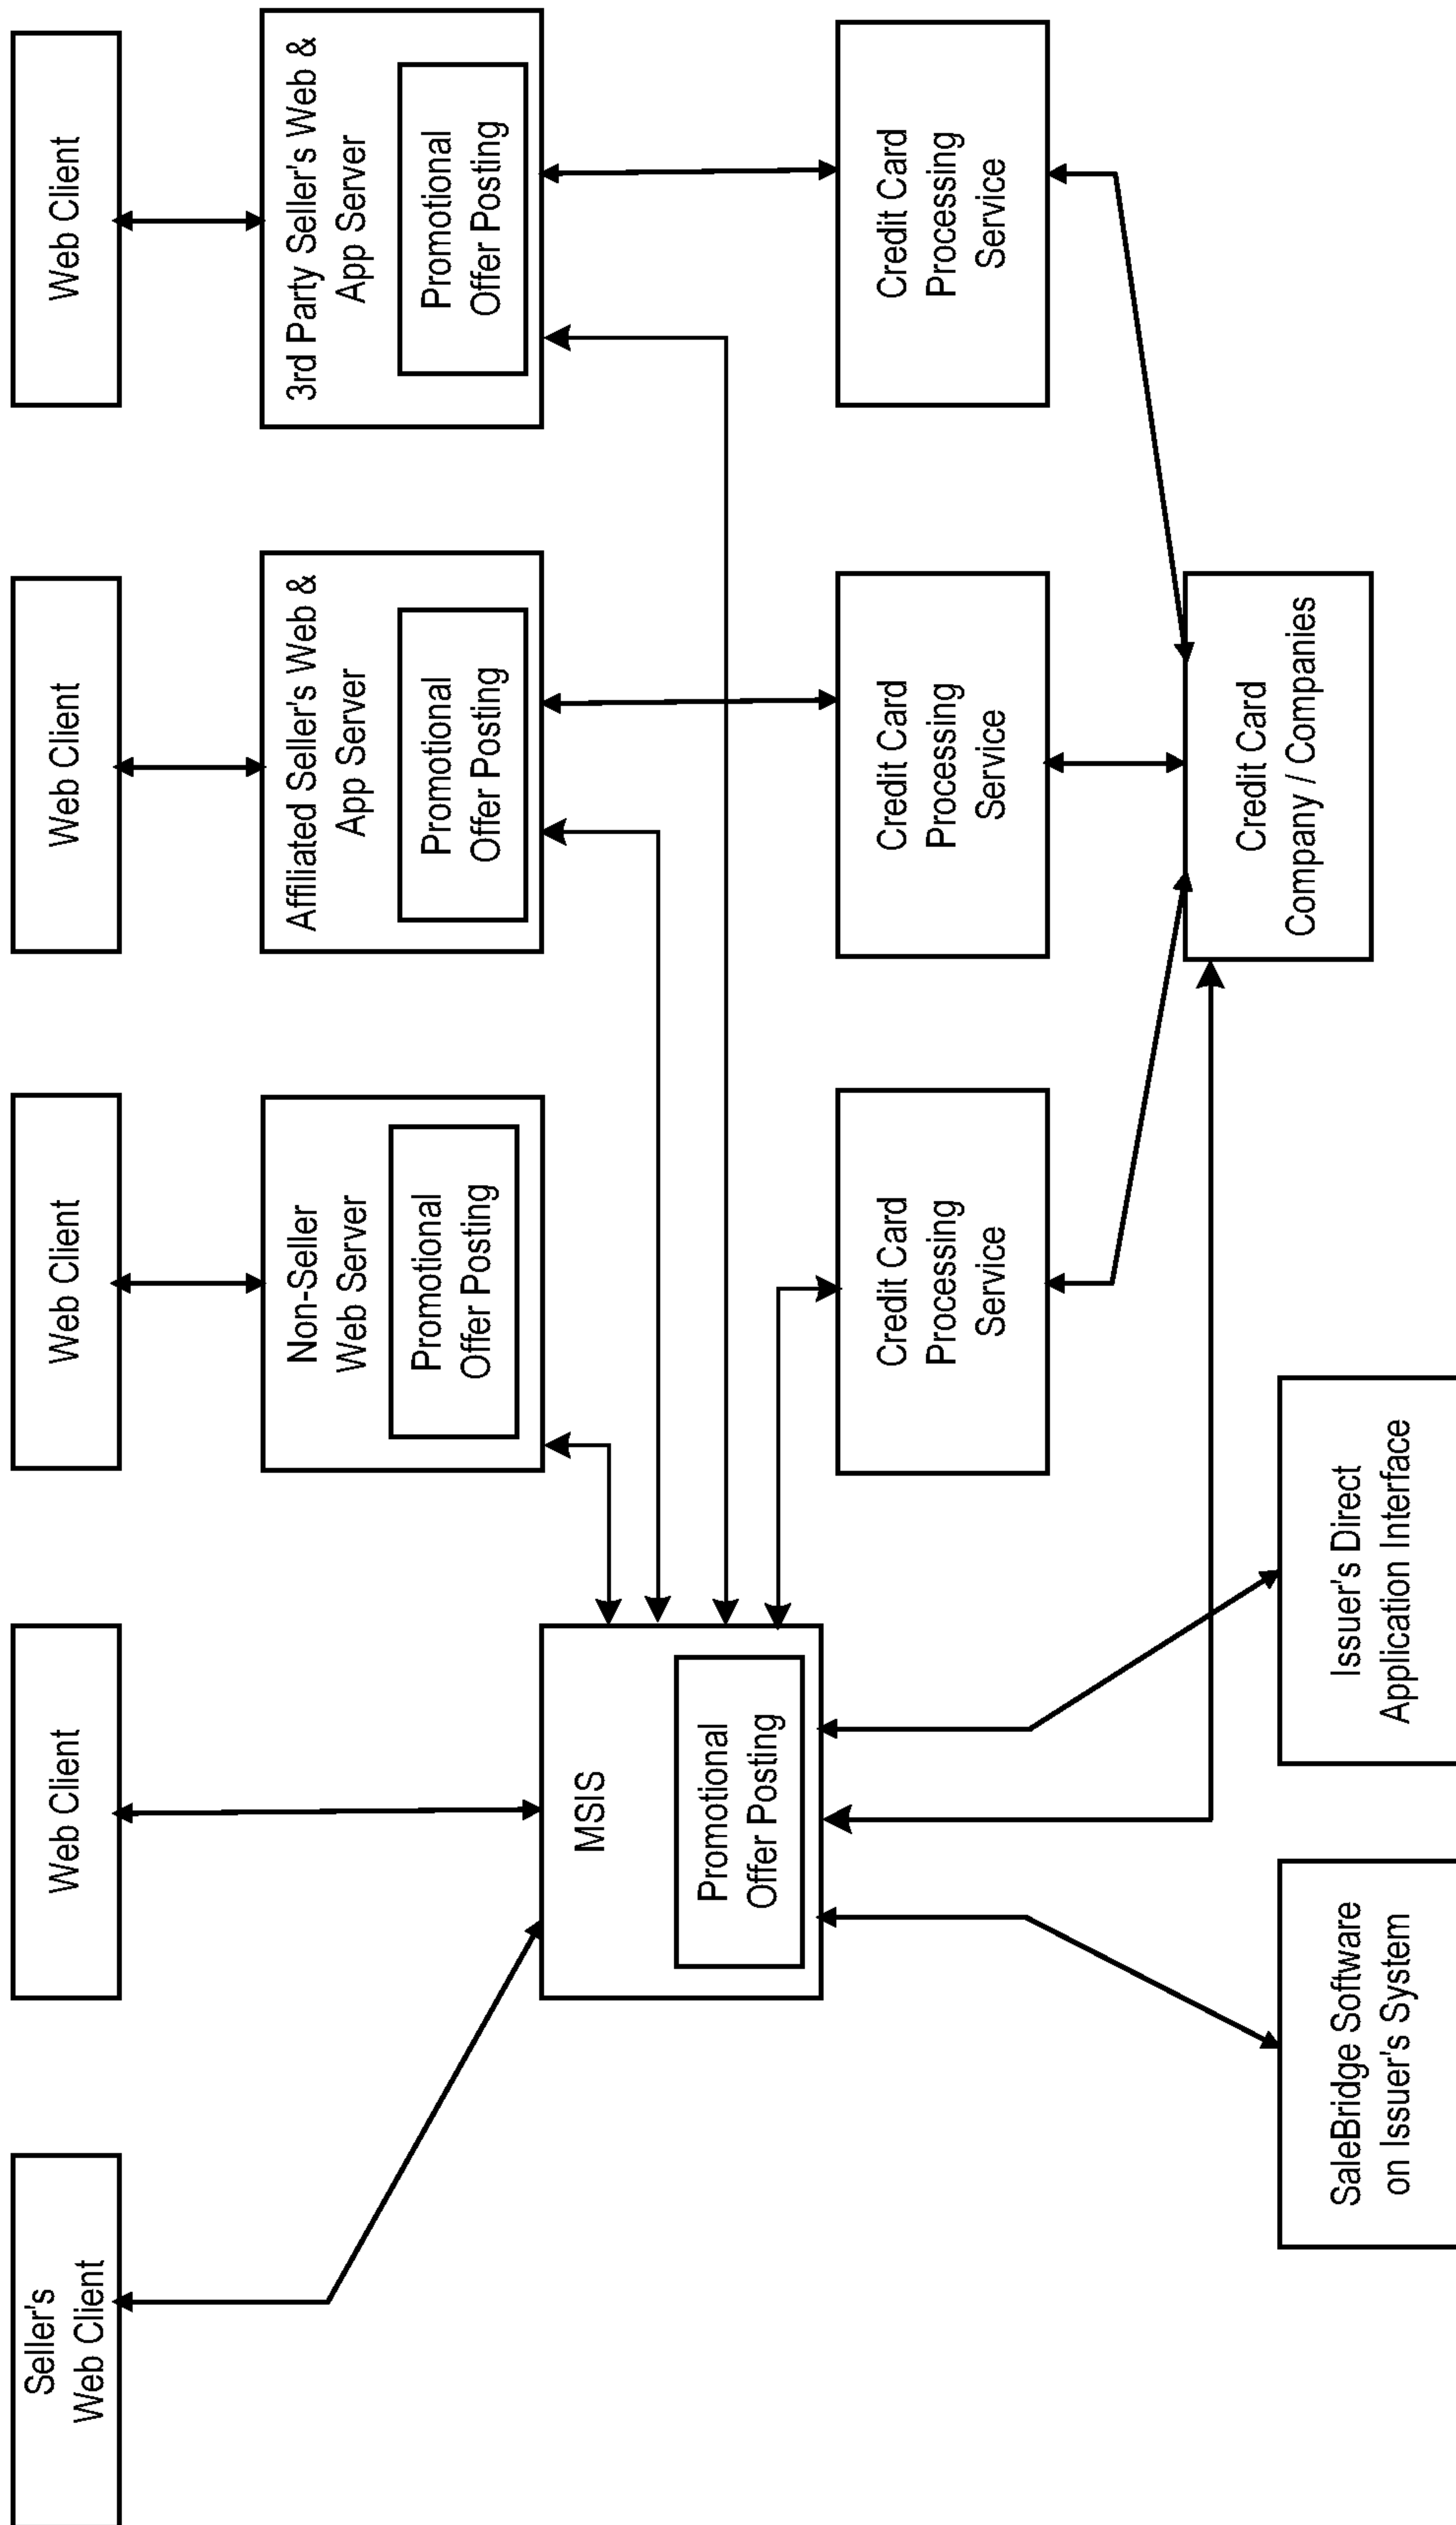 Seller's
Web Client
Web Client
Web Client
Web Client
Web Client
MSIS
Promotional
Offer Posting
Non-Seller
Web Server
Promotional
Offer Posting
Affiliated Seller's Web &
App Server
Promotional
Offer Posting
3rd Party Seller's Web &
App Server
Promotional
Offer Posting
Credit Card
Processing
Service
Credit Card
Processing
Service
Credit Card
Processing
Service
SaleBridge Software
on Issuer's System
Issuer's Direct
Application Interface
Credit Card
Company / Companies